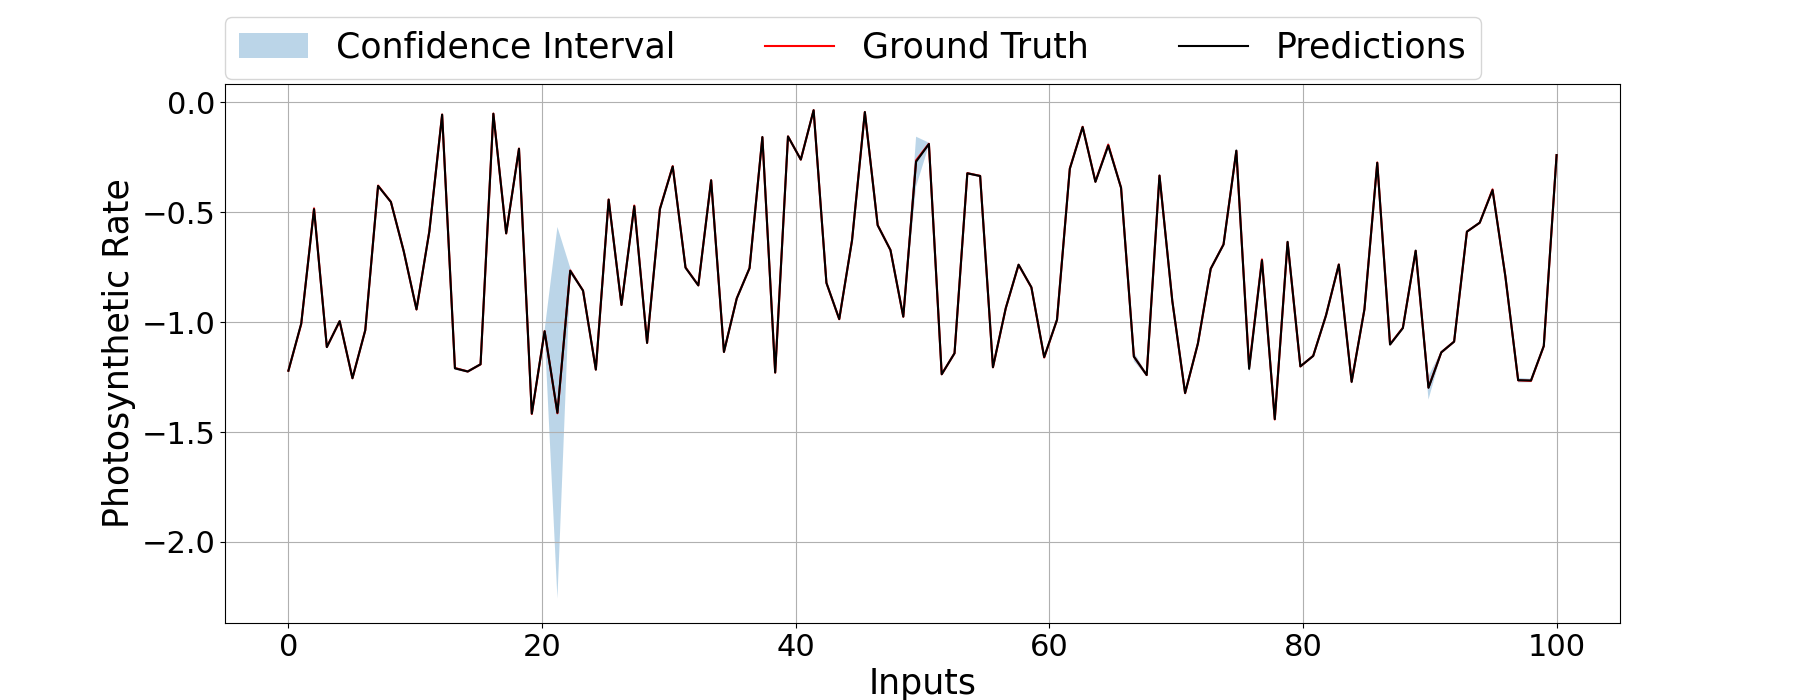 Confidence Interval Ground Truth Predictions
Photosynthetic Rate
0.0
−0.5
−1.0
−1.5
−2.0
0 20 40 60 80 100
Inputs